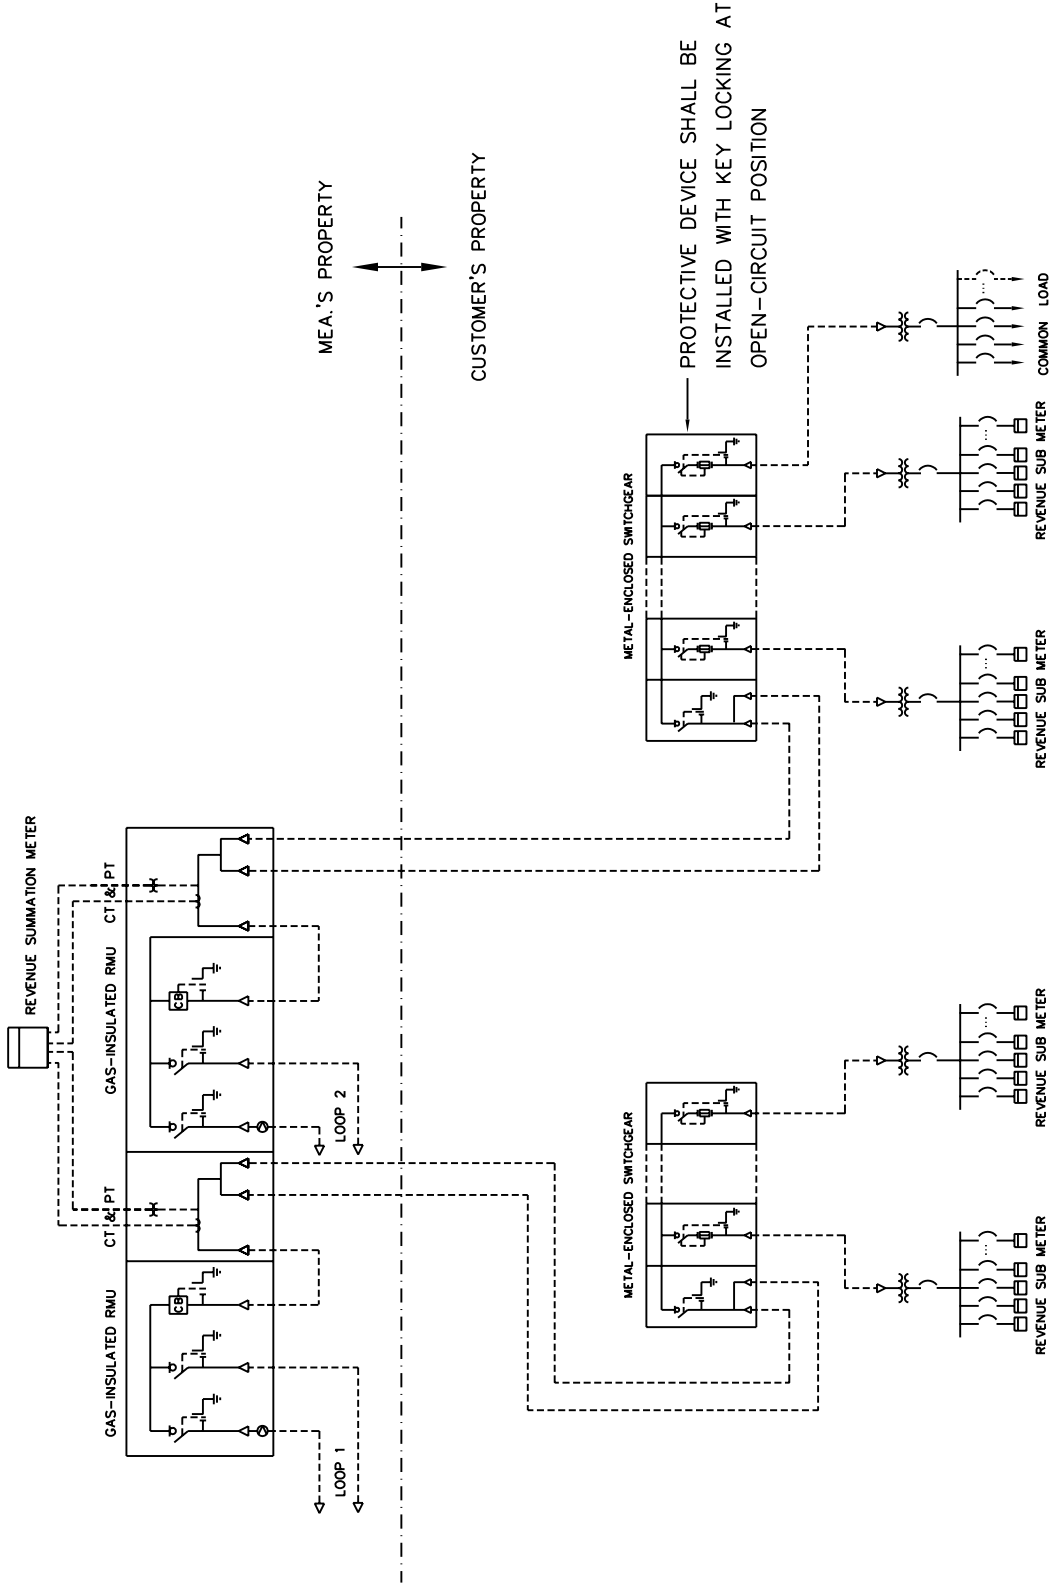 REVENUE SUMMATION METER
GAS-INSULATED RMU
CT & PT
GAS-INSULATED RMU
CT & PT
CB
CB
LOOP 1
LOOP 2
MEA.'S PROPERTY
CUSTOMER'S PROPERTY
METAL-ENCLOSED SWITCHGEAR
METAL-ENCLOSED SWITCHGEAR
PROTECTIVE DEVICE SHALL BE
INSTALLED WITH KEY LOCKING AT
OPEN-CIRCUIT POSITION
REVENUE SUB METER
REVENUE SUB METER
REVENUE SUB METER
REVENUE SUB METER
COMMON LOAD